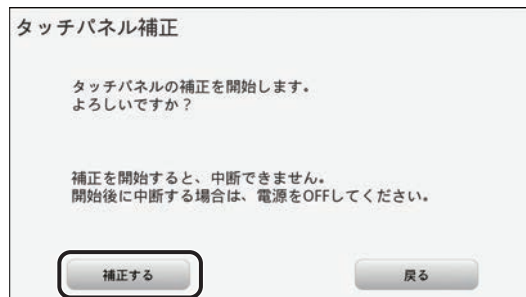 タッチパネル補正
タッチパネルの補正を開始します。
よろしいですか？
補正を開始すると、中断できません。
開始後に中断する場合は、電源をOFFしてください。
補正する
戻る